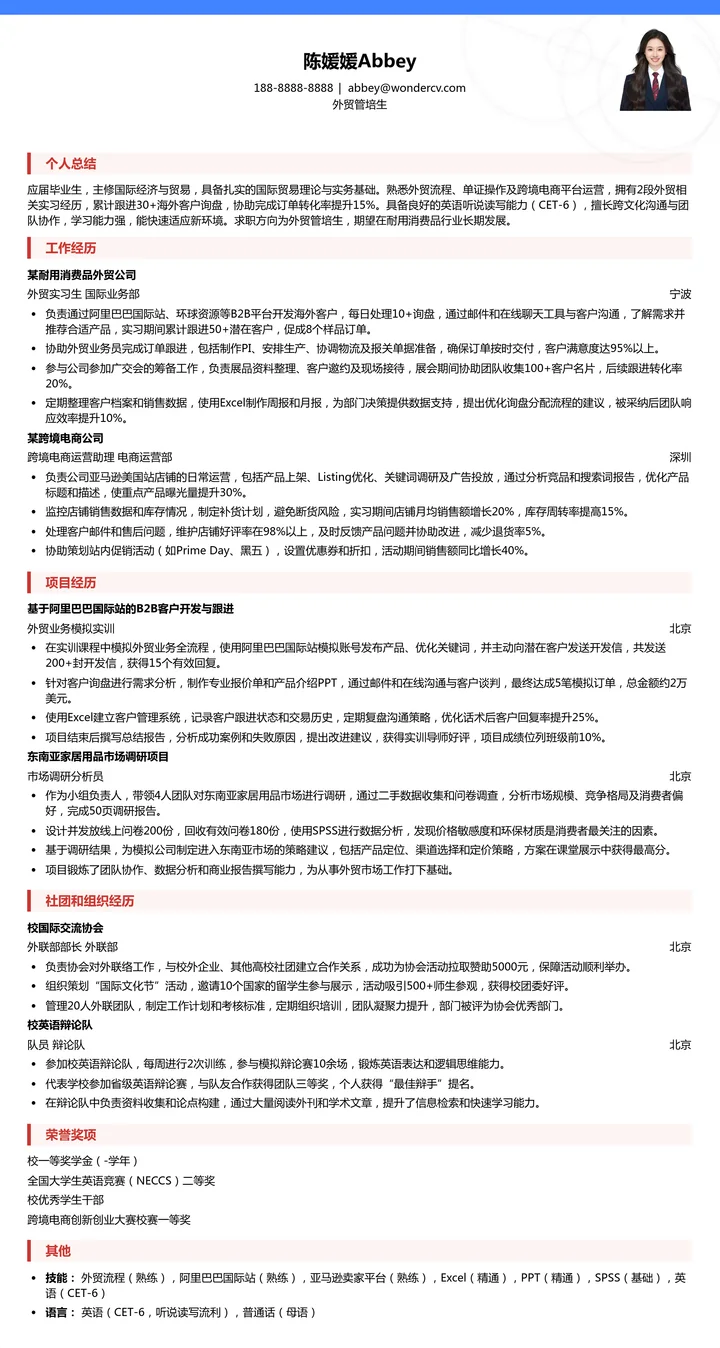 陈媛媛Abbey
188-8888-8888 | abbey@wondercv.com
外贸管培生
个人总结
应届毕业生，主修国际经济与贸易，具备扎实的国际贸易理论与实务基础。熟悉外贸流程、单证操作及跨境电商平台运营，拥有2段外贸相
关实习经历，累计跟进30+海外客户询盘，协助完成订单转化率提升15%。具备良好的英语听说读写能力（CET-6），擅长跨文化沟通与团
队协作，学习能力强，能快速适应新环境。求职方向为外贸管培生，期望在耐用消费品行业长期发展。
工作经历
某耐用消费品外贸公司
外贸实习生 国际业务部 宁波
• 负责通过阿里巴巴国际站、环球资源等B2B平台开发海外客户，每日处理10+询盘，通过邮件和在线聊天工具与客户沟通，了解需求并
推荐合适产品，实习期间累计跟进50+潜在客户，促成8个样品订单。
• 协助外贸业务员完成订单跟进，包括制作PI、安排生产、协调物流及报关单据准备，确保订单按时交付，客户满意度达95%以上。
• 参与公司参加广交会的筹备工作，负责展品资料整理、客户邀约及现场接待，展会期间协助团队收集100+客户名片，后续跟进转化率
20%。
• 定期整理客户档案和销售数据，使用Excel制作周报和月报，为部门决策提供数据支持，提出优化询盘分配流程的建议，被采纳后团队响
应效率提升10%。
某跨境电商公司
跨境电商运营助理 电商运营部 深圳
• 负责公司亚马逊美国站店铺的日常运营，包括产品上架、Listing优化、关键词调研及广告投放，通过分析竞品和搜索词报告，优化产品
标题和描述，使重点产品曝光量提升30%。
• 监控店铺销售数据和库存情况，制定补货计划，避免断货风险，实习期间店铺月均销售额增长20%，库存周转率提高15%。
• 处理客户邮件和售后问题，维护店铺好评率在98%以上，及时反馈产品问题并协助改进，减少退货率5%。
• 协助策划站内促销活动（如Prime Day、黑五），设置优惠券和折扣，活动期间销售额同比增长40%。
项目经历
基于阿里巴巴国际站的B2B客户开发与跟进
外贸业务模拟实训 北京
• 在实训课程中模拟外贸业务全流程，使用阿里巴巴国际站模拟账号发布产品、优化关键词，并主动向潜在客户发送开发信，共发送
200+封开发信，获得15个有效回复。
• 针对客户询盘进行需求分析，制作专业报价单和产品介绍PPT，通过邮件和在线沟通与客户谈判，最终达成5笔模拟订单，总金额约2万
美元。
• 使用Excel建立客户管理系统，记录客户跟进状态和交易历史，定期复盘沟通策略，优化话术后客户回复率提升25%。
• 项目结束后撰写总结报告，分析成功案例和失败原因，提出改进建议，获得实训导师好评，项目成绩位列班级前10%。
东南亚家居用品市场调研项目
市场调研分析员 北京
• 作为小组负责人，带领4人团队对东南亚家居用品市场进行调研，通过二手数据收集和问卷调查，分析市场规模、竞争格局及消费者偏
好，完成50页调研报告。
• 设计并发放线上问卷200份，回收有效问卷180份，使用SPSS进行数据分析，发现价格敏感度和环保材质是消费者最关注的因素。
• 基于调研结果，为模拟公司制定进入东南亚市场的策略建议，包括产品定位、渠道选择和定价策略，方案在课堂展示中获得最高分。
• 项目锻炼了团队协作、数据分析和商业报告撰写能力，为从事外贸市场工作打下基础。
社团和组织经历
校国际交流协会
外联部部长 外联部 北京
• 负责协会对外联络工作，与校外企业、其他高校社团建立合作关系，成功为协会活动拉取赞助5000元，保障活动顺利举办。
• 组织策划“国际文化节”活动，邀请10个国家的留学生参与展示，活动吸引500+师生参观，获得校团委好评。
• 管理20人外联团队，制定工作计划和考核标准，定期组织培训，团队凝聚力提升，部门被评为协会优秀部门。
校英语辩论队
队员 辩论队 北京
• 参加校英语辩论队，每周进行2次训练，参与模拟辩论赛10余场，锻炼英语表达和逻辑思维能力。
• 代表学校参加省级英语辩论赛，与队友合作获得团队三等奖，个人获得“最佳辩手”提名。
• 在辩论队中负责资料收集和论点构建，通过大量阅读外刊和学术文章，提升了信息检索和快速学习能力。
荣誉奖项
校一等奖学金（-学年）
全国大学生英语竞赛（NECCS）二等奖
校优秀学生干部
跨境电商创新创业大赛校赛一等奖
其他
• 技能： 外贸流程（熟练），阿里巴巴国际站（熟练），亚马逊卖家平台（熟练），Excel（精通），PPT（精通），SPSS（基础），英
语（CET-6）
• 语言： 英语（CET-6，听说读写流利），普通话（母语）